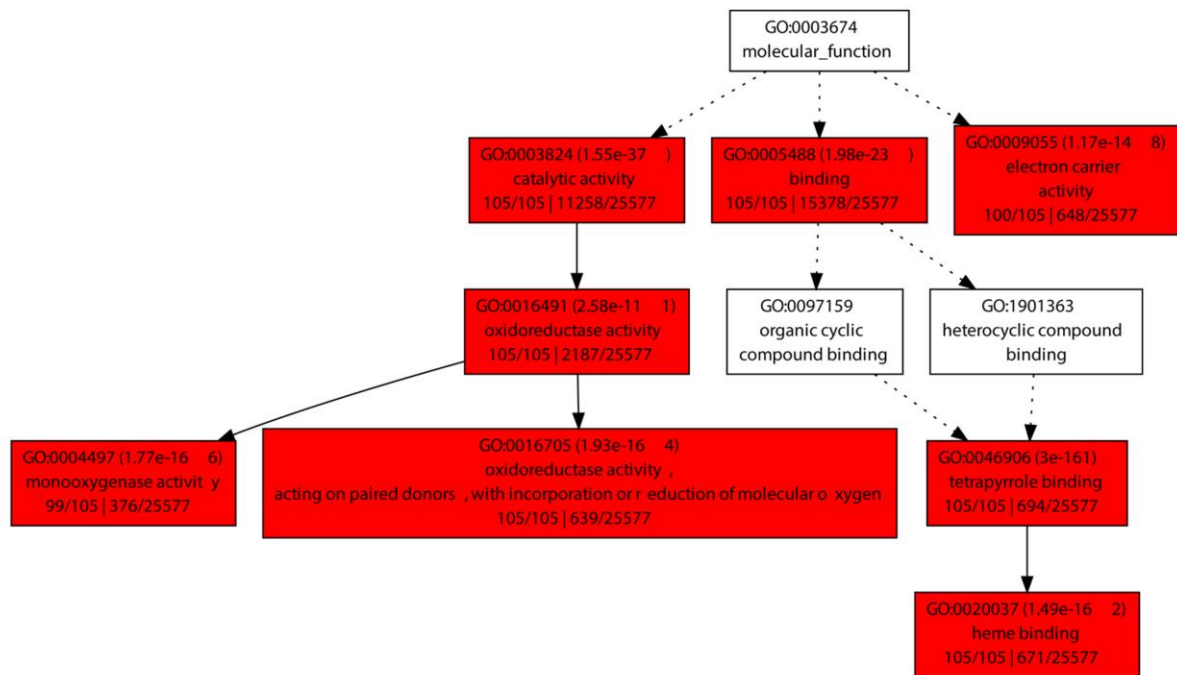 GO:0003674
molecular_function
GO:0003824 (1.55e-37 )
catalytic activity
105/105 | 11258/25577
GO:0005488 (1.98e-23 )
binding
105/105 | 15378/25577
GO:0009055 (1.17e-14 8)
electron carrier
activity
100/105 | 648/25577
GO:0016491 (2.58e-11 1)
oxidoreductase activity
105/105 | 2187/25577
GO:0097159
organic cyclic
compound binding
GO:1901363
heterocyclic compound
binding
GO:0004497 (1.77e-16 6)
monooxygenase activit y
99/105 | 376/25577
GO:0016705 (1.93e-16 4)
oxidoreductase activity ,
acting on paired donors , with incorporation or r eduction of molecular o xygen
105/105 | 639/25577
GO:0046906 (3e-161)
tetrapyrrole binding
105/105 | 694/25577
GO:0020037 (1.49e-16 2)
heme binding
105/105 | 671/25577